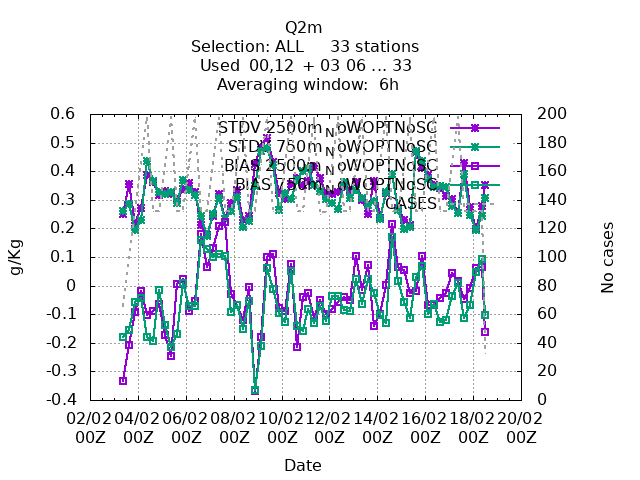 Q2m
Selection: ALL 33 stations
Used 00,12 + 03 06 ... 33
Averaging window: 6h
0.6
0.5
0.4
0.3
0.2
0.1
0
-0.1
-0.2
-0.3
-0.4
200
180
160
140
120
100
80
60
40
20
0
STDV 2500mNoWOPTNoSC
STDV 750mNoWOPTNoSC
BIAS 2500mNoWOPTNoSC
BIAS 750mNoWOPTNoSC
CASES
g/Kg
No cases
02/02 04/02 06/02 08/02 10/02 12/02 14/02 16/02 18/02 20/02
00Z 00Z 00Z 00Z 00Z 00Z 00Z 00Z 00Z 00Z
Date